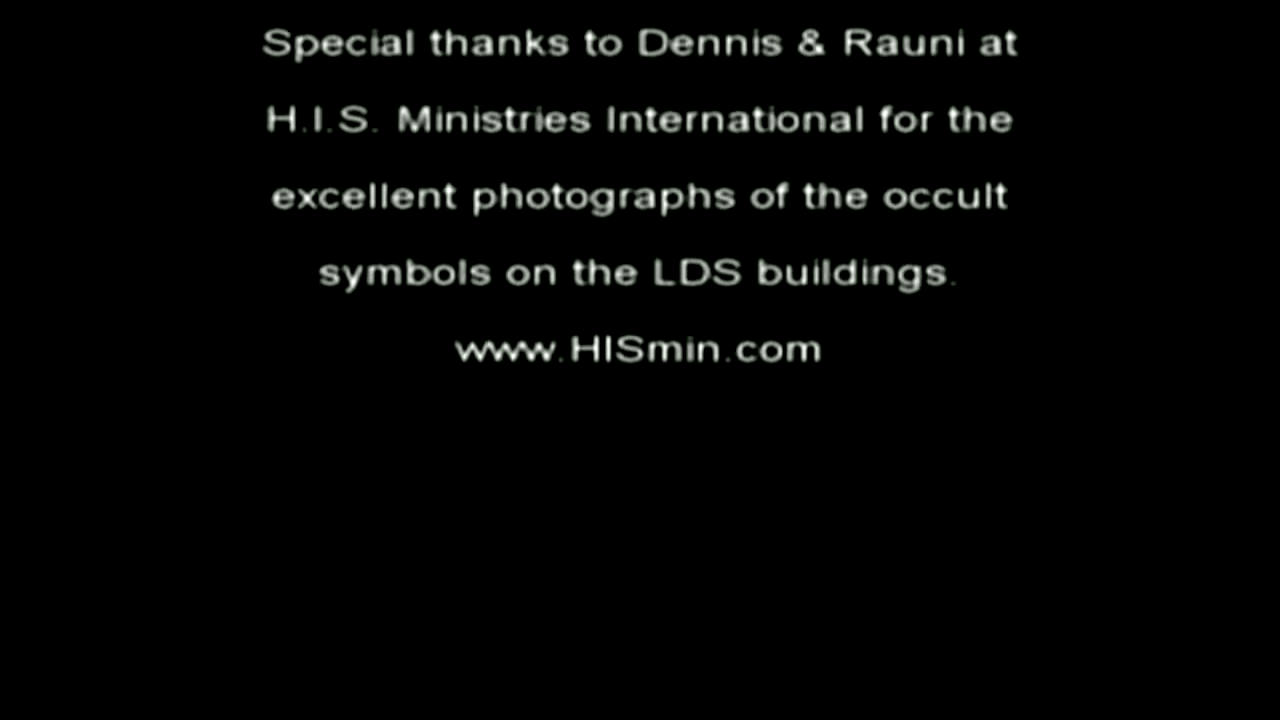 Special thanks to Dennis & Rauni at
H.I.S. Ministries International for the
excellent photographs of the occult
symbols on the LDS buildings.
www.HISmin.com